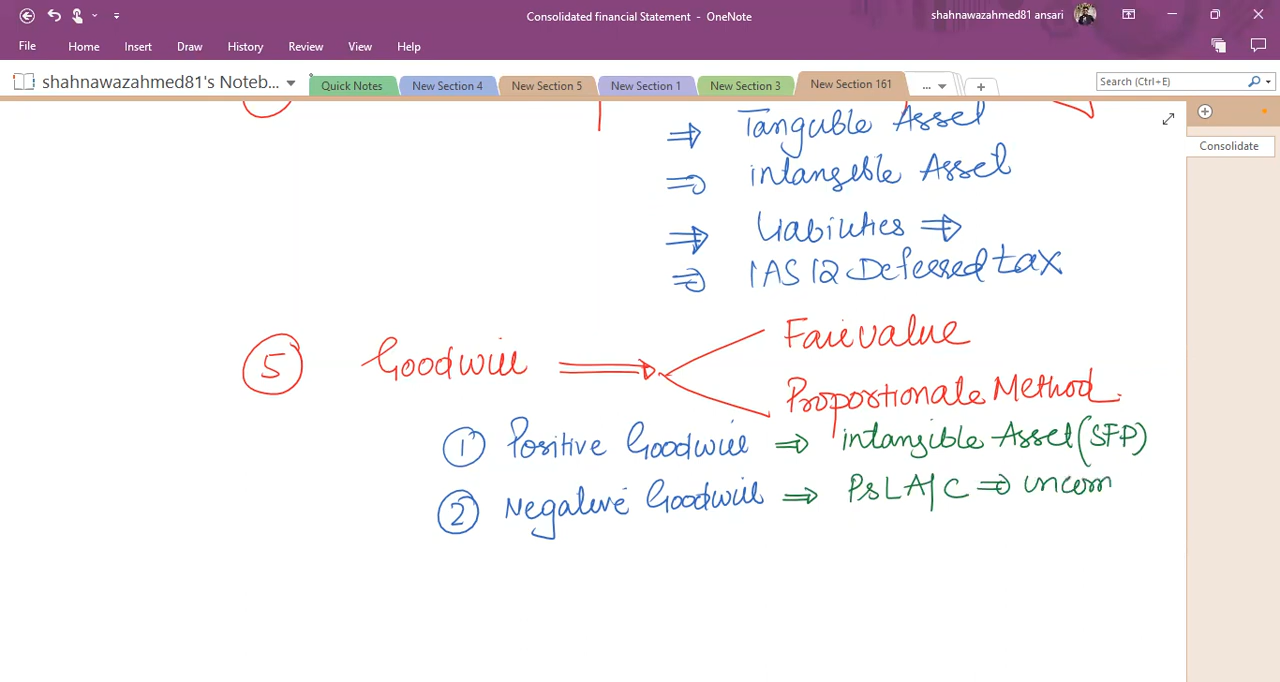 Consolidated financial Statement - OneNote
shahnawazahmed81 ansari
File Home Insert Draw History Review View Help
shahnawazahmed81's Noteb...
Quick Notes New Section 4 New Section 5 New Section 1 New Section 3 New Section 161 ... + Search (Ctrl+E)
Consolidate
⇒ Tangible Asset
⇒ intangible Asset
⇒ Liabilities ⇒
⇒ IAS 12 Deferred tax
Fair value
5 Goodwill ⇒
Proportionate Method
1 Positive Goodwill ⇒ intangible Asset (SFP)
2 Negative Goodwill ⇒ P&L A/C ⇒ incom